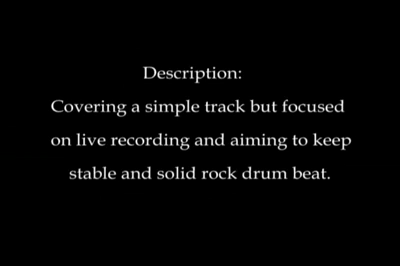 Description:
Covering a simple track but focused
on live recording and aiming to keep
stable and solid rock drum beat.